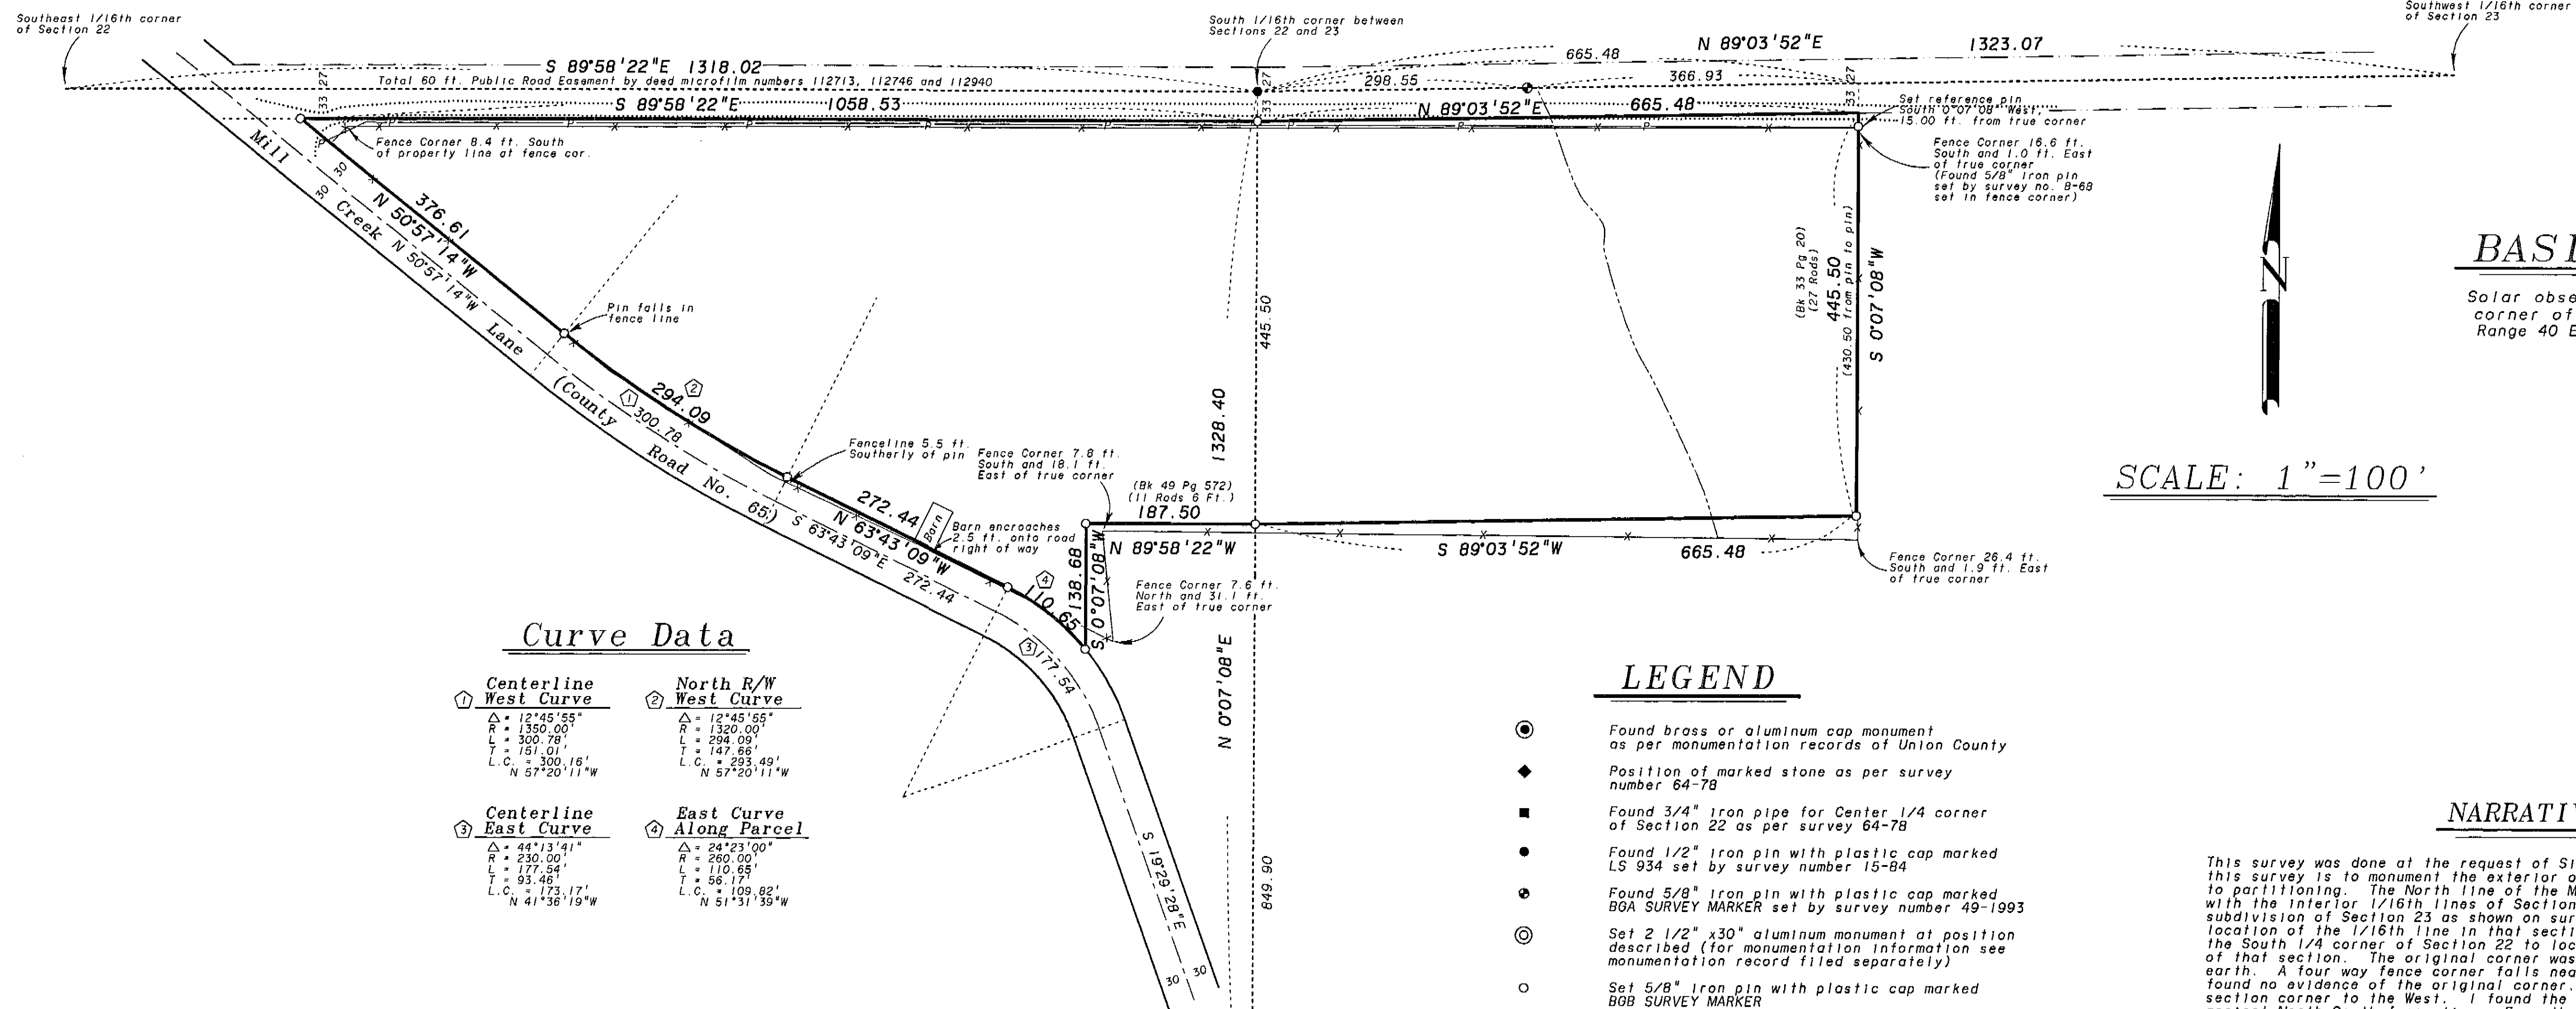 Southeast 1/16th corner
of Section 22
South 1/16th corner between
Sections 22 and 23
Southwest 1/16th corner
of Section 23
S 89°58'22"E 1318.02
Total 60 ft. Public Road Easement by deed microfilm numbers 112713, 112746 and 112940
N 89°03'52"E 1323.07
665.48
298.55
366.93
33 27
33 27
33 27
S 89°58'22"E 1058.53
N 89°03'52"E 665.48
Set reference pin
South 0°07'08" West,
15.00 ft. from true corner
Fence Corner 8.4 ft. South
of property line at fence cor.
Fence Corner 16.6 ft.
South and 1.0 ft. East
of true corner
(Found 5/8" iron pin
set by survey no. B-68
set in fence corner)
376.61
N 50°57'14"W
30
30
Mill Creek Lane (County Road No. 65)
N 50°57'14"W
Pin falls in
fence line
(Bk 33 Pg 20)
(27 Rods)
445.50
(430.50 from pin to pin)
S 0°07'08"W
445.50
1328.40
N 0°07'08"E
849.90
BASI
Solar obse
corner of
Range 40 E
SCALE: 1"=100'
N
2
294.09
1
300.78
Fenceline 5.5 ft.
Southerly of pin
Fence Corner 7.8 ft.
South and 18.1 ft.
East of true corner
(Bk 49 Pg 572)
(11 Rods 6 Ft.)
187.50
N 89°58'22"W
S 89°03'52"W 665.48
272.44
N 63°43'09"W
S 63°43'09"E 272.44
Barn
Barn encroaches
2.5 ft. onto road
right of way
4
110.65
138.68
S 0°07'08"W
Fence Corner 7.6 ft.
North and 31.1 ft.
East of true corner
Fence Corner 26.4 ft.
South and 1.9 ft. East
of true corner
3
177.54
S 19°29'28"E
30 30
Curve Data
1 Centerline
West Curve
Δ = 12°45'55"
R = 1350.00'
L = 300.78'
T = 151.01'
L.C. = 300.16'
N 57°20'11"W
2 North R/W
West Curve
Δ = 12°45'55"
R = 1320.00'
L = 294.09'
T = 147.66'
L.C. = 293.49'
N 57°20'11"W
3 Centerline
East Curve
Δ = 44°13'41"
R = 230.00'
L = 177.54'
T = 93.46'
L.C. = 173.17'
N 41°36'19"W
4 East Curve
Along Parcel
Δ = 24°23'00"
R = 260.00'
L = 110.65'
T = 56.17'
L.C. = 109.82'
N 51°31'39"W
LEGEND
Found brass or aluminum cap monument
as per monumentation records of Union County
Position of marked stone as per survey
number 64-78
Found 3/4" iron pipe for Center 1/4 corner
of Section 22 as per survey 64-78
Found 1/2" iron pin with plastic cap marked
LS 934 set by survey number 15-84
Found 5/8" iron pin with plastic cap marked
BGA SURVEY MARKER set by survey number 49-1993
Set 2 1/2" x30" aluminum monument at position
described (for monumentation information see
monumentation record filed separately)
Set 5/8" iron pin with plastic cap marked
BGB SURVEY MARKER
NARRATIV
This survey was done at the request of Si
this survey is to monument the exterior o
to partitioning. The North line of the M
with the interior 1/16th lines of Section
subdivision of Section 23 as shown on sur
location of the 1/16th line in that secti
the South 1/4 corner of Section 22 to loc
of that section. The original corner was
earth. A four way fence corner falls nea
found no evidence of the original corner.
section corner to the West. I found the